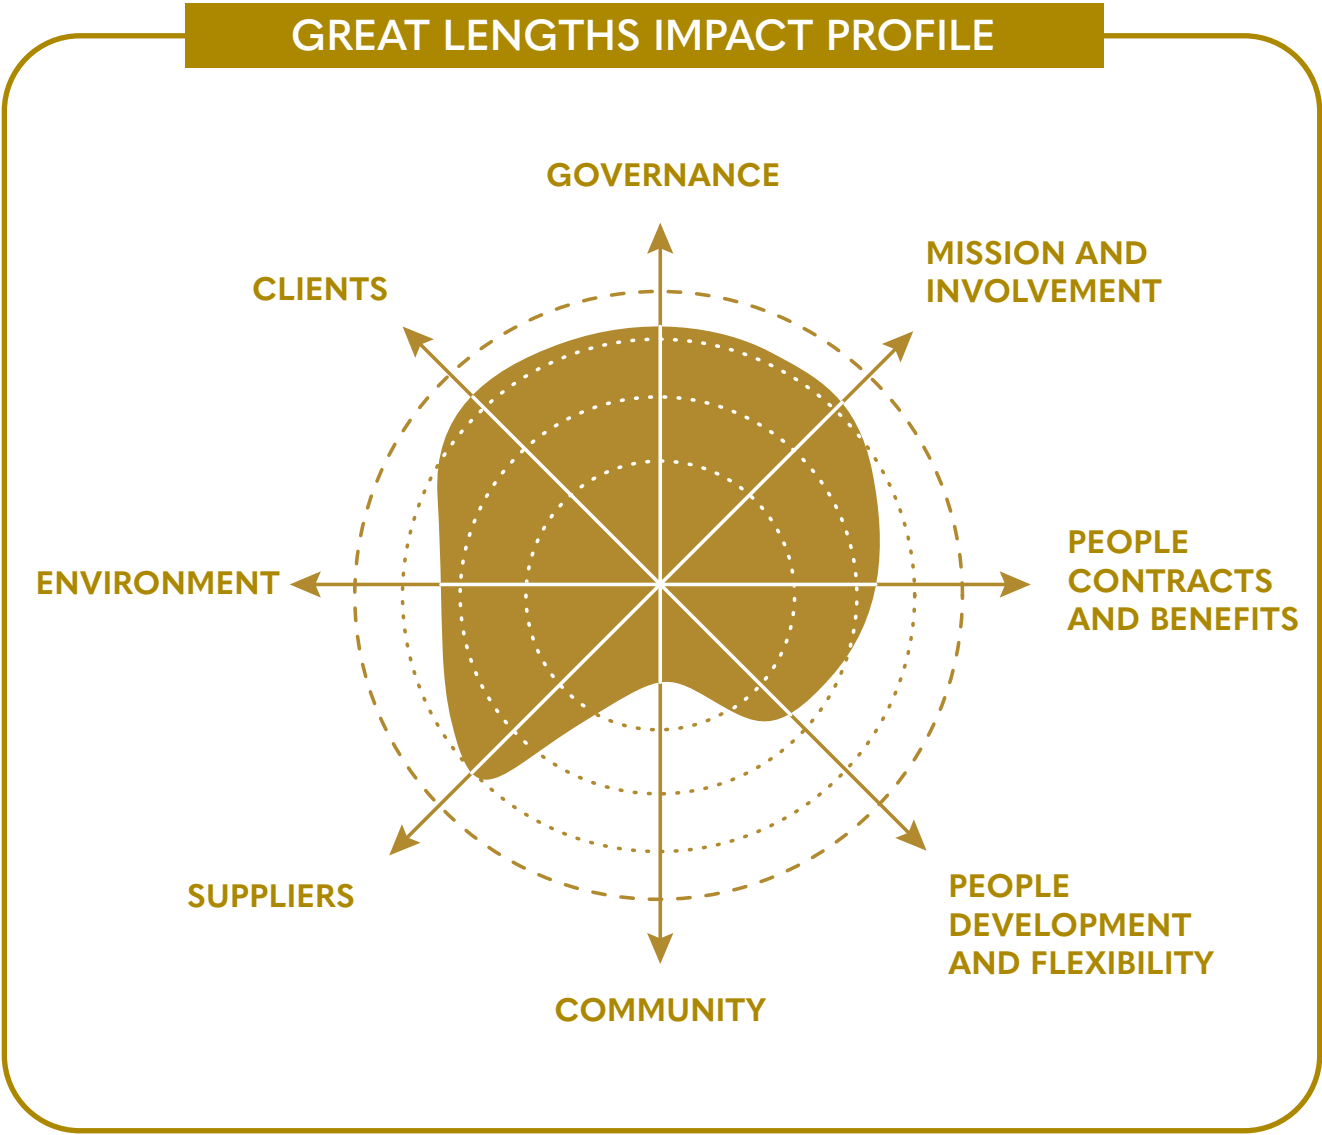 GREAT LENGTHS IMPACT PROFILE
GOVERNANCE
MISSION AND
INVOLVEMENT
CLIENTS
PEOPLE
CONTRACTS
AND BENEFITS
ENVIRONMENT
PEOPLE
DEVELOPMENT
AND FLEXIBILITY
SUPPLIERS
COMMUNITY